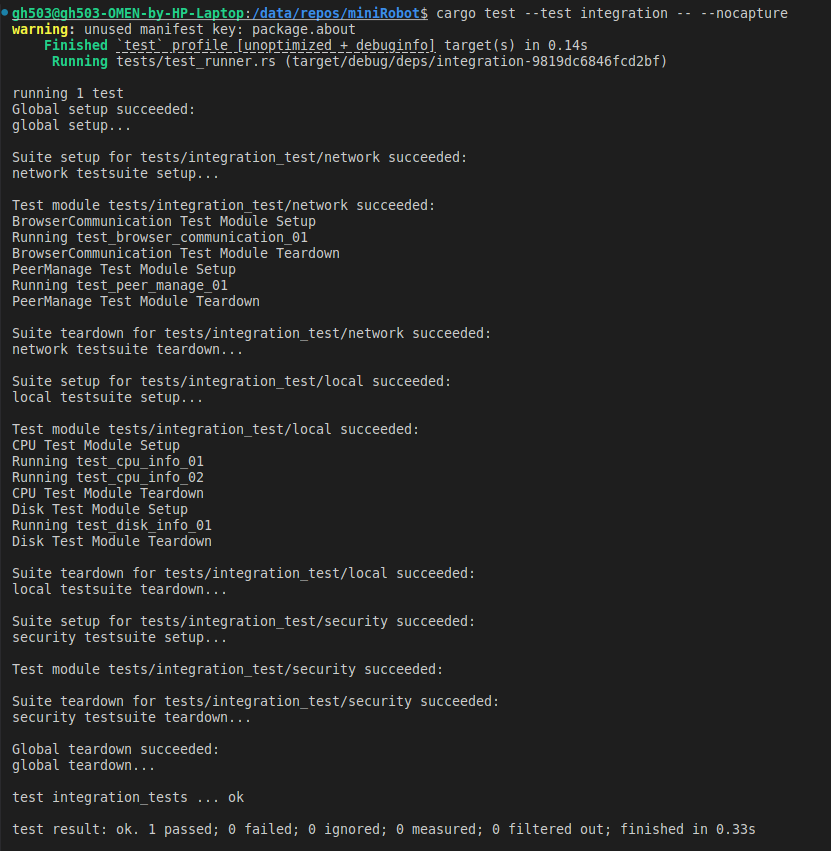 gh503@gh503-OMEN-by-HP-Laptop:/data/repos/miniRobot$ cargo test --test integration -- --nocapture
warning: unused manifest key: package.about
Finished `test` profile [unoptimized + debuginfo] target(s) in 0.14s
Running tests/test_runner.rs (target/debug/deps/integration-9819dc6846fcd2bf)
running 1 test
Global setup succeeded:
global setup...
Suite setup for tests/integration_test/network succeeded:
network testsuite setup...
Test module tests/integration_test/network succeeded:
BrowserCommunication Test Module Setup
Running test_browser_communication_01
BrowserCommunication Test Module Teardown
PeerManage Test Module Setup
Running test_peer_manage_01
PeerManage Test Module Teardown
Suite teardown for tests/integration_test/network succeeded:
network testsuite teardown...
Suite setup for tests/integration_test/local succeeded:
local testsuite setup...
Test module tests/integration_test/local succeeded:
CPU Test Module Setup
Running test_cpu_info_01
Running test_cpu_info_02
CPU Test Module Teardown
Disk Test Module Setup
Running test_disk_info_01
Disk Test Module Teardown
Suite teardown for tests/integration_test/local succeeded:
local testsuite teardown...
Suite setup for tests/integration_test/security succeeded:
security testsuite setup...
Test module tests/integration_test/security succeeded:
Suite teardown for tests/integration_test/security succeeded:
security testsuite teardown...
Global teardown succeeded:
global teardown...
test integration_tests ... ok
test result: ok. 1 passed; 0 failed; 0 ignored; 0 measured; 0 filtered out; finished in 0.33s